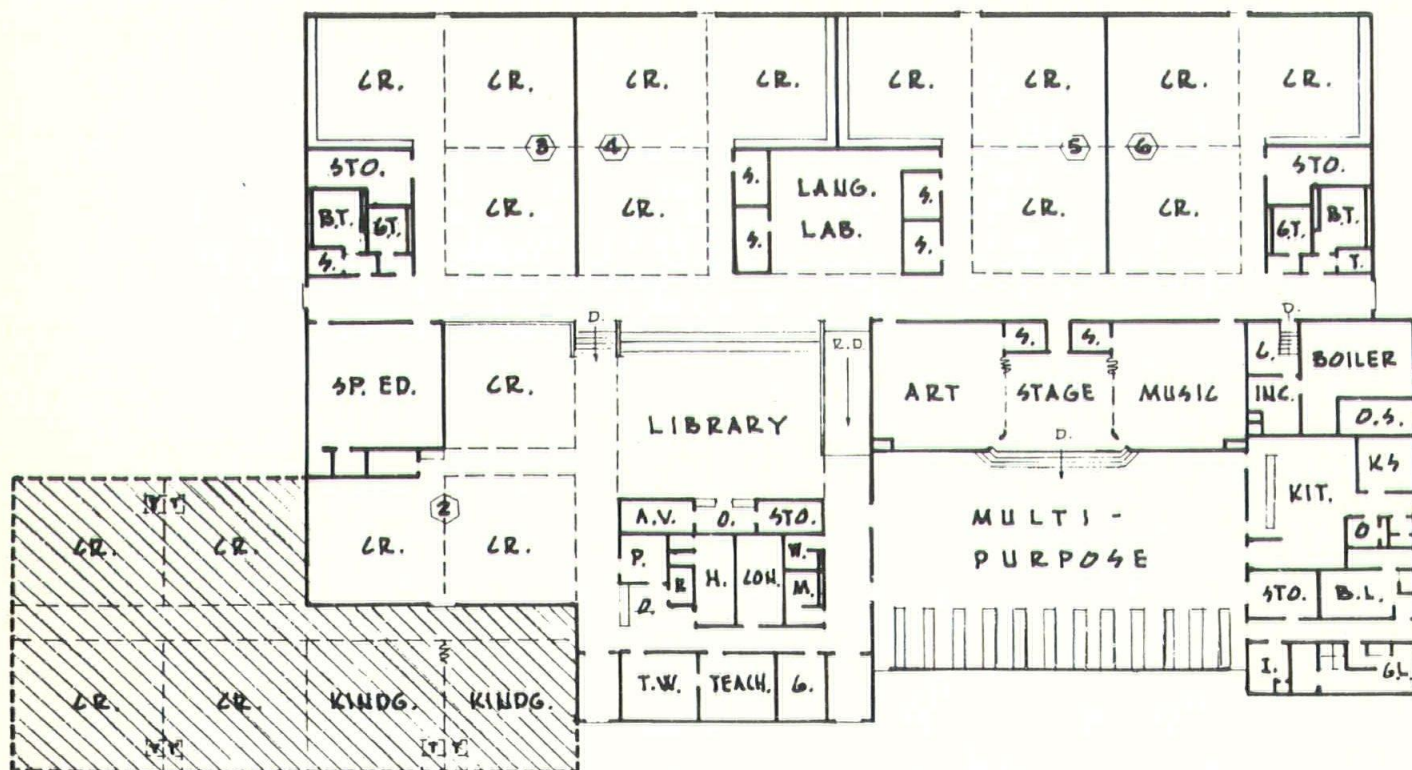 CR. CR. CR. CR. CR. CR. CR. CR.
3 4 5 6
STO. S. LANG. S. STO.
CR. CR. LAB. CR. CR.
B.T. G.T. S. S. G.T. B.T.
S. T.
D. D.
R.D. S. S. L. BOILER
SP. ED. CR. ART STAGE MUSIC INC.
LIBRARY D.S.
D.
2 KIT. KS
CR. CR. CR. CR. A.V. O. STO. MULTI-
PURPOSE O
P. H. CON. W.
R M.
O. STO. B.L.
CR. CR. KINDG. KINDG. T.W. TEACH. G. I. G.L.
T T
T T